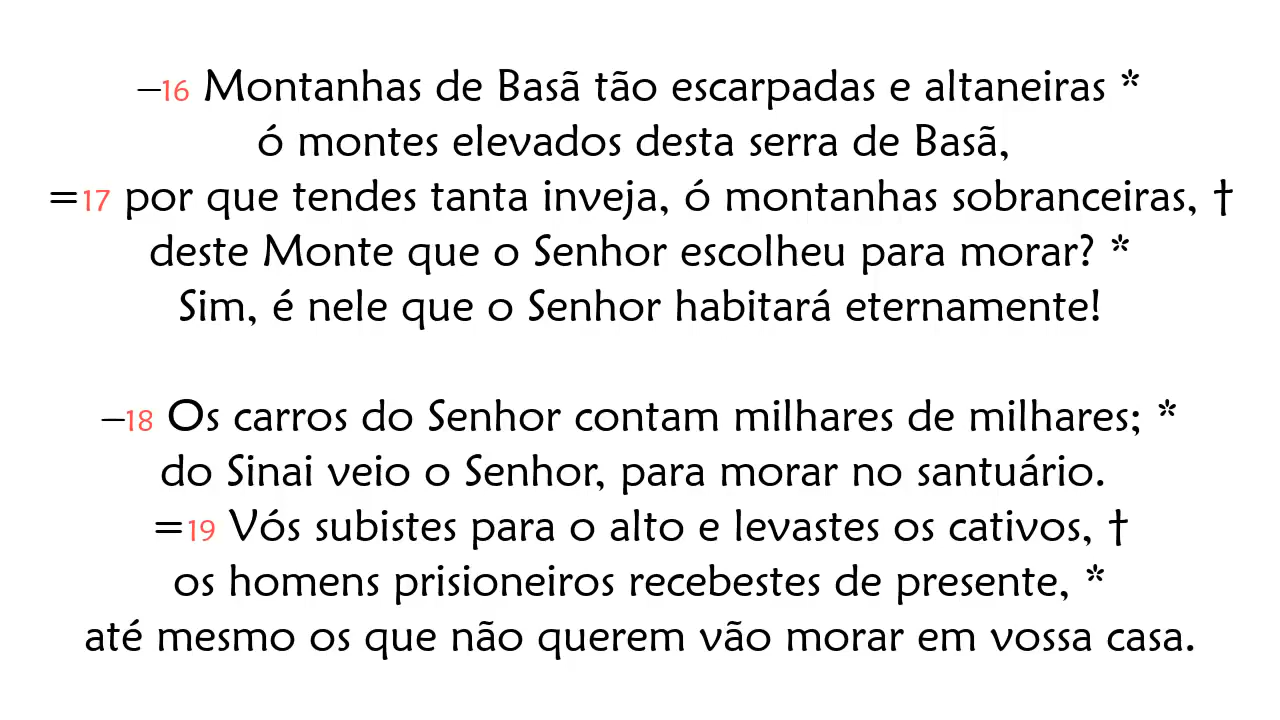 –16 Montanhas de Basã tão escarpadas e altaneiras *
ó montes elevados desta serra de Basã,
=17 por que tendes tanta inveja, ó montanhas sobranceiras, †
deste Monte que o Senhor escolheu para morar? *
Sim, é nele que o Senhor habitará eternamente!
–18 Os carros do Senhor contam milhares de milhares; *
do Sinai veio o Senhor, para morar no santuário.
=19 Vós subistes para o alto e levastes os cativos, †
os homens prisioneiros recebestes de presente, *
até mesmo os que não querem vão morar em vossa casa.